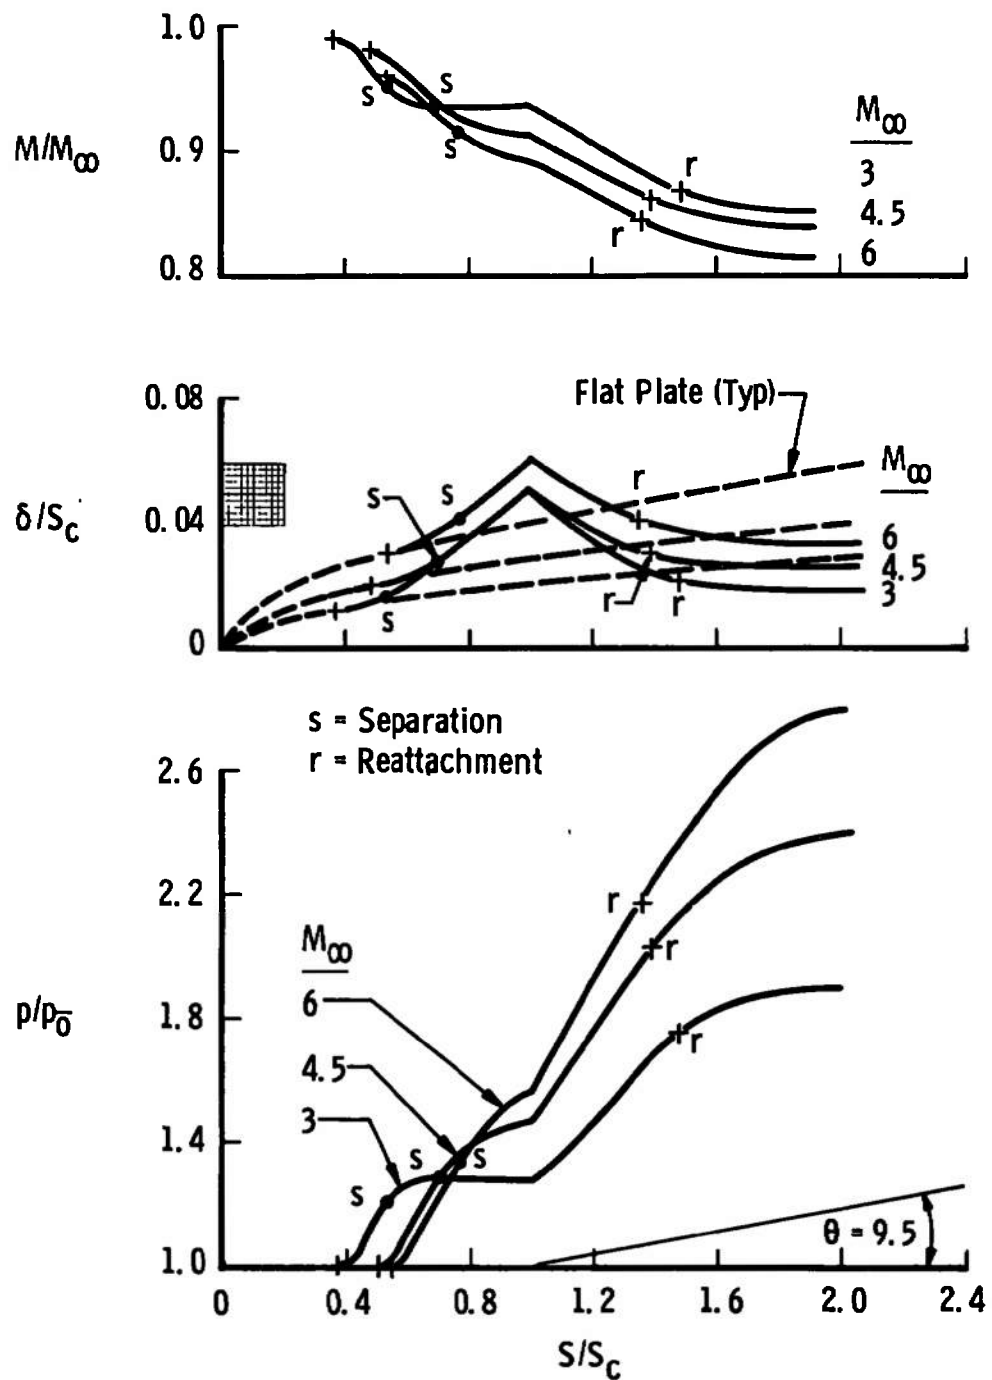 1.0
M/M∞
0.9
0.8
s
s
s
r
r
M∞
3
4.5
6
0.08
δ/Sc
0.04
0
Flat Plate (Typ)
s
s
s
r
r
r
M∞
6
4.5
3
s = Separation
r = Reattachment
2.6
2.2
1.8
1.4
1.0
p/p0̅
M∞
6
4.5
3
s
s
s
r
r
r
θ = 9.5
0 0.4 0.8 1.2 1.6 2.0 2.4
S/Sc